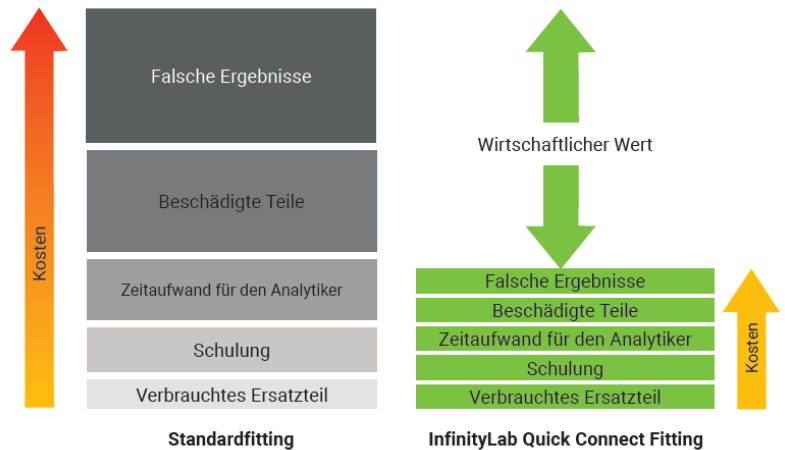 Kosten
Falsche Ergebnisse
Beschädigte Teile
Zeitaufwand für den Analytiker
Schulung
Verbrauchtes Ersatzteil
Standardfitting
Wirtschaftlicher Wert
Falsche Ergebnisse
Beschädigte Teile
Zeitaufwand für den Analytiker
Schulung
Verbrauchtes Ersatzteil
InfinityLab Quick Connect Fitting
Kosten